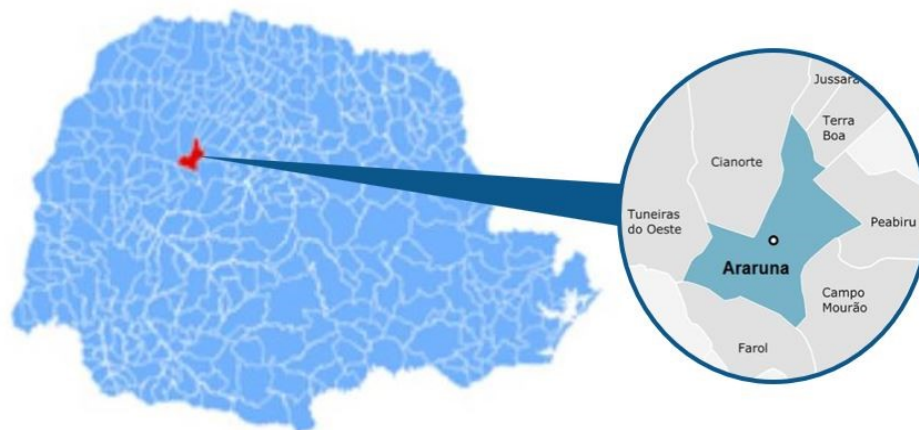 Jussara
Terra
Boa
Cianorte
Tuneiras
do Oeste
Peabiru
Araruna
Campo
Mourão
Farol